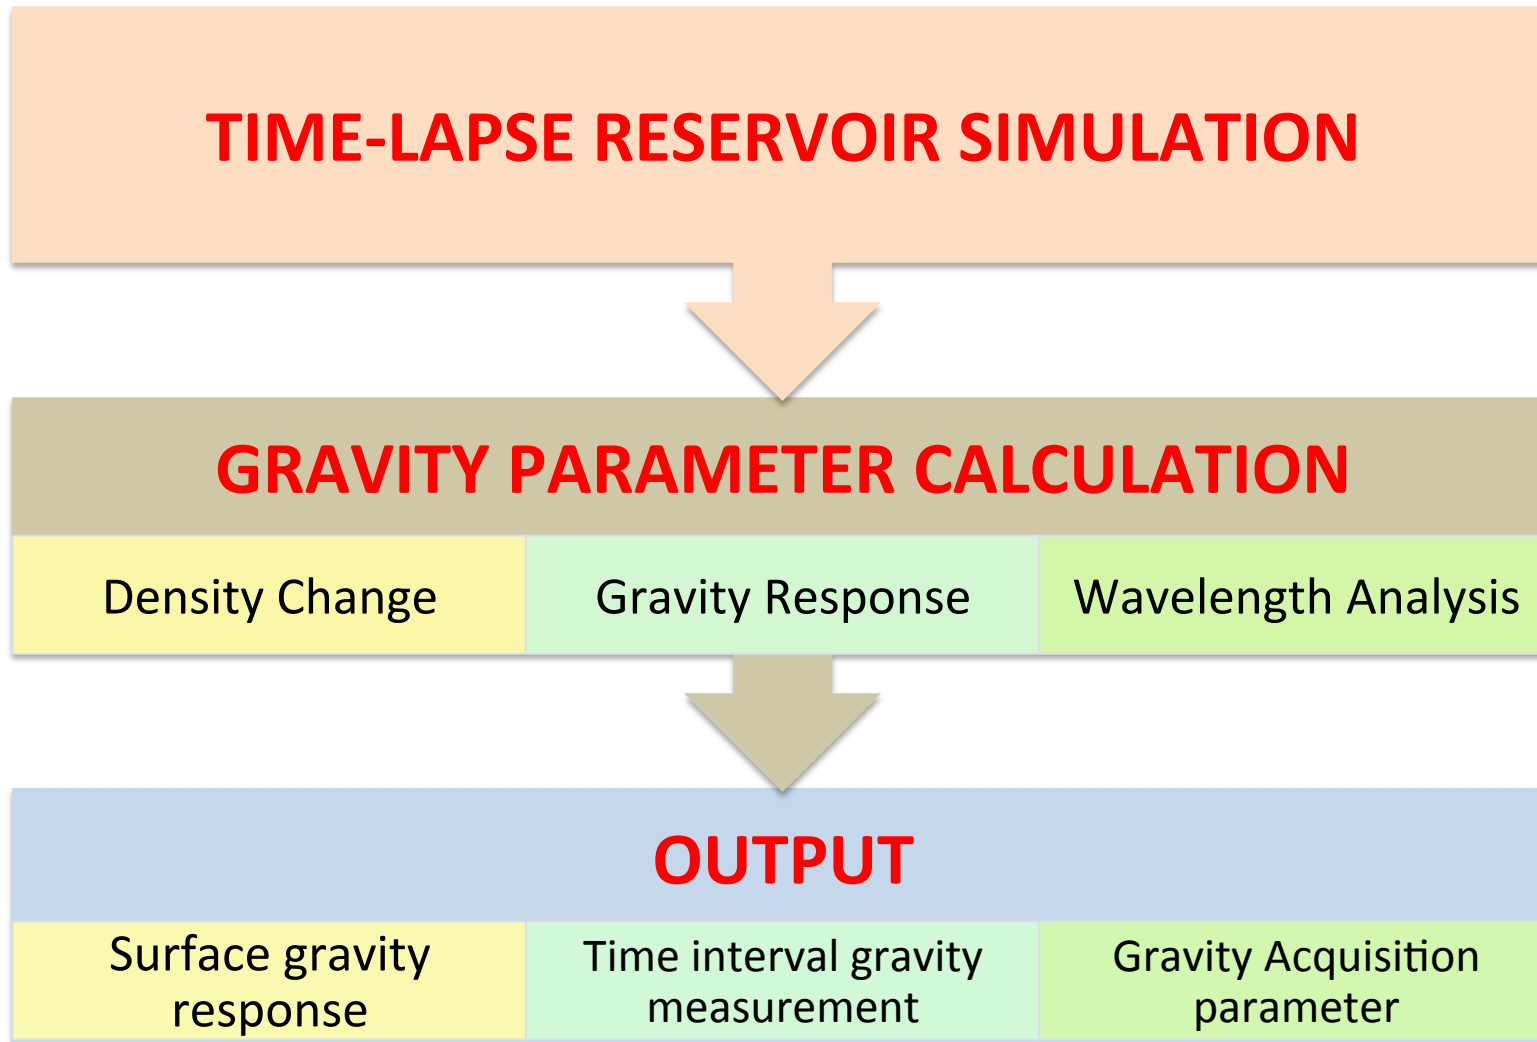 TIME-LAPSE RESERVOIR SIMULATION
GRAVITY PARAMETER CALCULATION
Density Change
Gravity Response
Wavelength Analysis
OUTPUT
Surface gravity
response
Time interval gravity
measurement
Gravity Acquisition
parameter